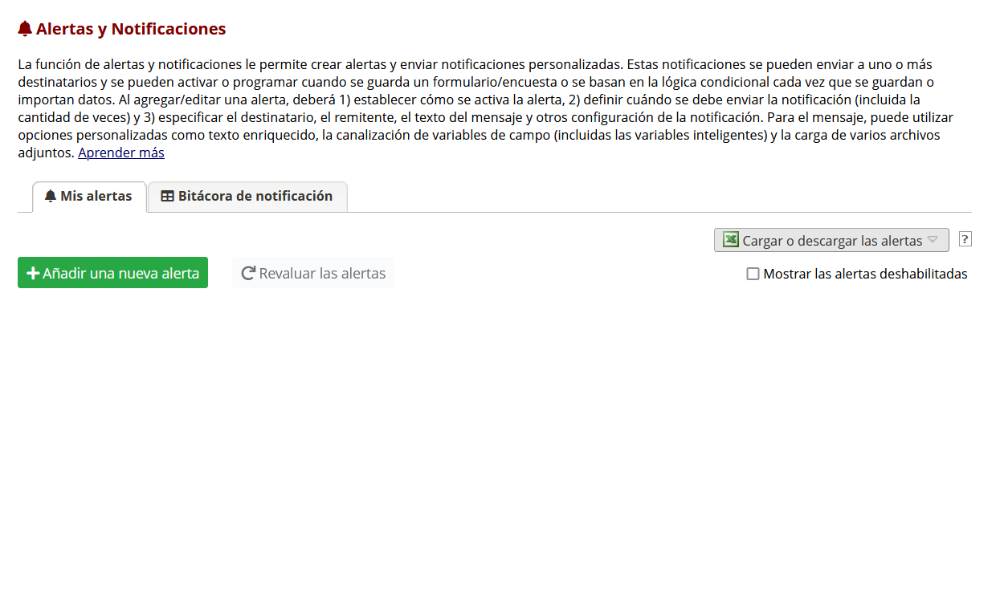 Alertas y Notificaciones
La función de alertas y notificaciones le permite crear alertas y enviar notificaciones personalizadas. Estas notificaciones se pueden enviar a uno o más
destinatarios y se pueden activar o programar cuando se guarda un formulario/encuesta o se basan en la lógica condicional cada vez que se guardan o
importan datos. Al agregar/editar una alerta, deberá 1) establecer cómo se activa la alerta, 2) definir cuándo se debe enviar la notificación (incluida la
cantidad de veces) y 3) especificar el destinatario, el remitente, el texto del mensaje y otros configuración de la notificación. Para el mensaje, puede utilizar
opciones personalizadas como texto enriquecido, la canalización de variables de campo (incluidas las variables inteligentes) y la carga de varios archivos
adjuntos. Aprender más
Mis alertas Bitácora de notificación
Cargar o descargar las alertas ?
Añadir una nueva alerta Revaluar las alertas Mostrar las alertas deshabilitadas